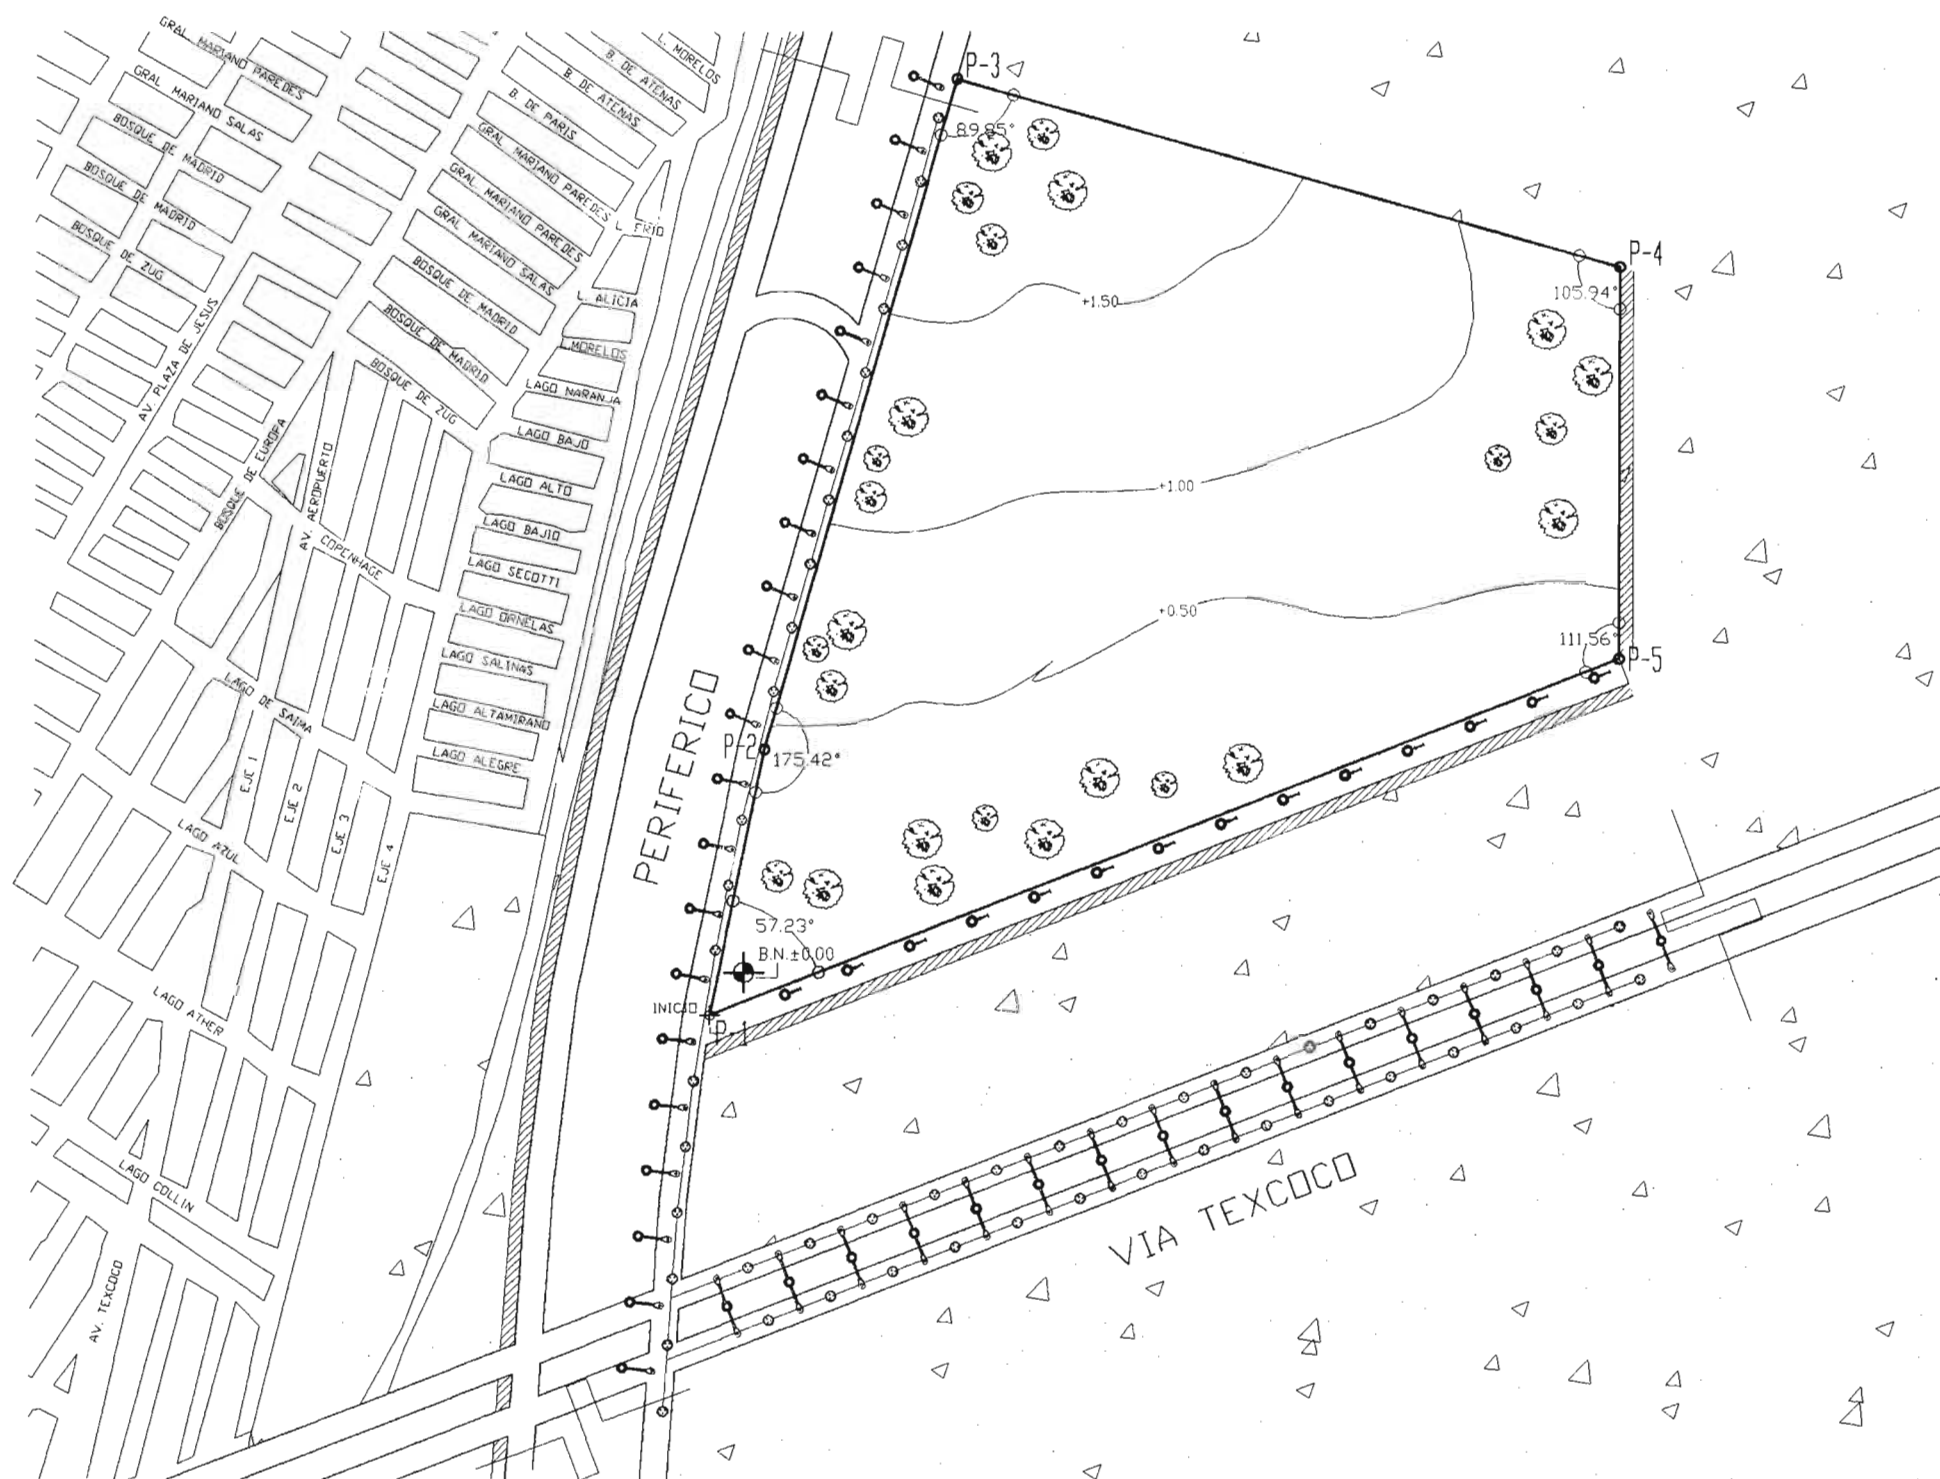 GRAL. MARIANO PAREDES
GRAL MARIANO SALAS
BOSQUE DE MADRID
BOSQUE DE MADRID
BOSQUE DE ZUG
L. MORELOS
B. DE ATENAS
B. DE ATENAS
B. DE PARIS
GRAL. MARIANO PAREDES
GRAL. MARIANO PAREDES
GRAL MARIANO SALAS
BOSQUE DE MADRID
BOSQUE DE MADRID
BOSQUE DE ZUG
AV. PLAZA DE JESUS
BOSQUE DE EUROPA
AV. AEROPUERTO
COPENHAGE
L. FRIO
L. ALICIA
L.MORELOS
LAGO NARANJA
LAGO BAJO
LAGO ALTO
LAGO BAJIO
LAGO SECOTTI
LAGO ORNELAS
LAGO SALINAS
LAGO ALTAMIRANO
LAGO ALEGRE
LAGO DE SAIMA
EJE 1
EJE 2
EJE 3
EJE 4
LAGO AZUL
LAGO ATHER
LAGO COLLIN
AV. TEXCOCO
PERIFERICO
VIA TEXCOCO
P-3
89.85°
P-4
105.94°
+1.50
+1.00
+0.50
111.56°
P-5
P-2
175.42°
57.23°
B.N.±0.00
INICIO
P-1